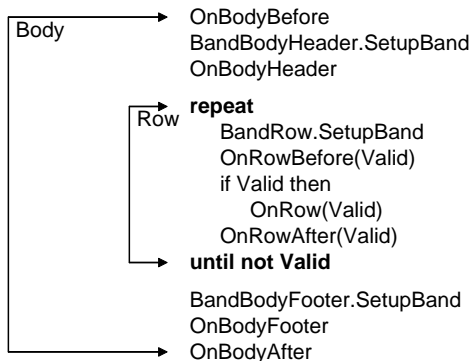 Body
OnBodyBefore
BandBodyHeader.SetupBand
OnBodyHeader
Row
repeat
BandRow.SetupBand
OnRowBefore(Valid)
if Valid then
OnRow(Valid)
OnRowAfter(Valid)
until not Valid
BandBodyFooter.SetupBand
OnBodyFooter
OnBodyAfter